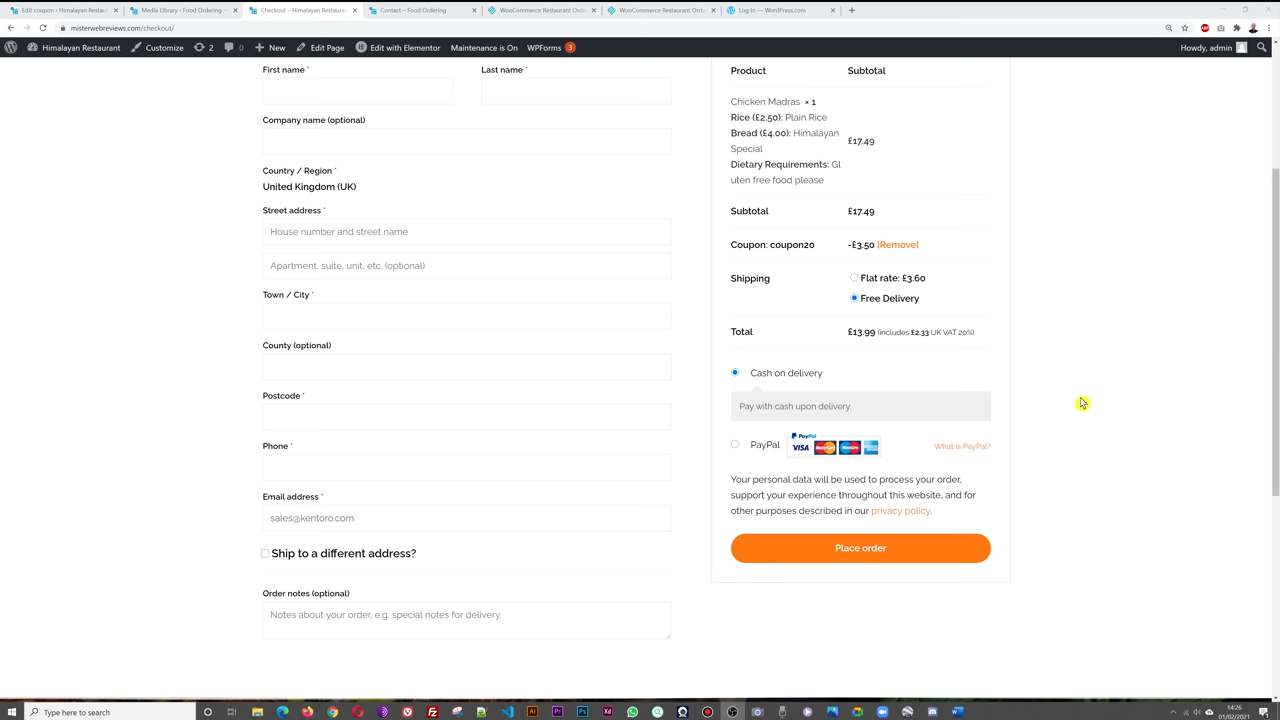 Edit coupon ‹ Himalayan Restaur
Media Library ‹ Food Ordering —
Checkout – Himalayan Restaura
Contact – Food Ordering
WooCommerce Restaurant Ord
WooCommerce Restaurant Ord
Log In — WordPress.com
misterwebreviews.com/checkout/
Himalayan Restaurant
Customize
2
0
New
Edit Page
Edit with Elementor
Maintenance is On
WPForms 3
Howdy, admin
First name *
Last name *
Company name (optional)
Country / Region *
United Kingdom (UK)
Street address *
House number and street name
Apartment, suite, unit, etc. (optional)
Town / City *
County (optional)
Postcode *
Phone *
Email address *
sales@kentoro.com
Ship to a different address?
Order notes (optional)
Notes about your order, e.g. special notes for delivery.
Product Subtotal
Chicken Madras × 1
Rice (£2.50): Plain Rice
Bread (£4.00): Himalayan
Special
£17.49
Dietary Requirements: Gl
uten free food please
Subtotal £17.49
Coupon: coupon20 -£3.50 [Remove]
Shipping
Flat rate: £3.60
Free Delivery
Total £13.99 (includes £2.33 UK VAT 20%)
Cash on delivery
Pay with cash upon delivery.
PayPal
PayPal
VISA
What is PayPal?
Your personal data will be used to process your order,
support your experience throughout this website, and for
other purposes described in our privacy policy.
Place order
Type here to search
14:26
01/02/2021